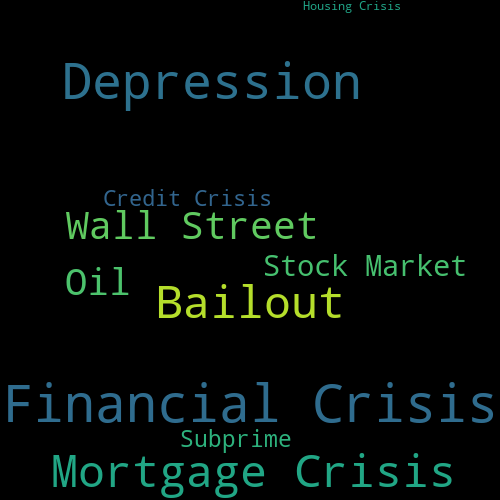 Housing Crisis
Depression
Credit Crisis
Wall Street
Stock Market
Oil
Bailout
Financial Crisis
Subprime
Mortgage Crisis